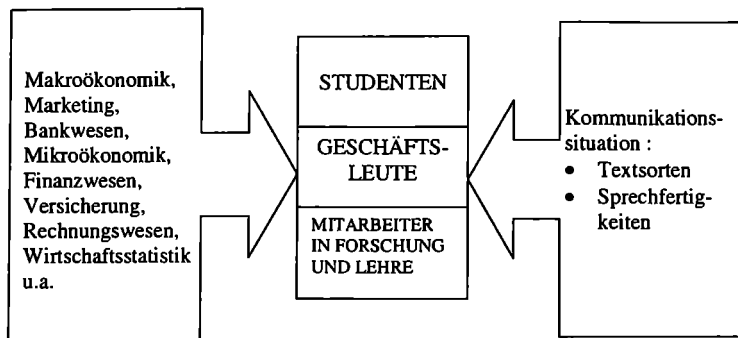 Makroökonomik,
Marketing,
Bankwesen,
Mikroökonomik,
Finanzwesen,
Versicherung,
Rechnungswesen,
Wirtschaftsstatistik
u.a.
STUDENTEN
GESCHÄFTS-
LEUTE
MITARBEITER
IN FORSCHUNG
UND LEHRE
Kommunikations-
situation :
• Textsorten
• Sprechfertig-
keiten